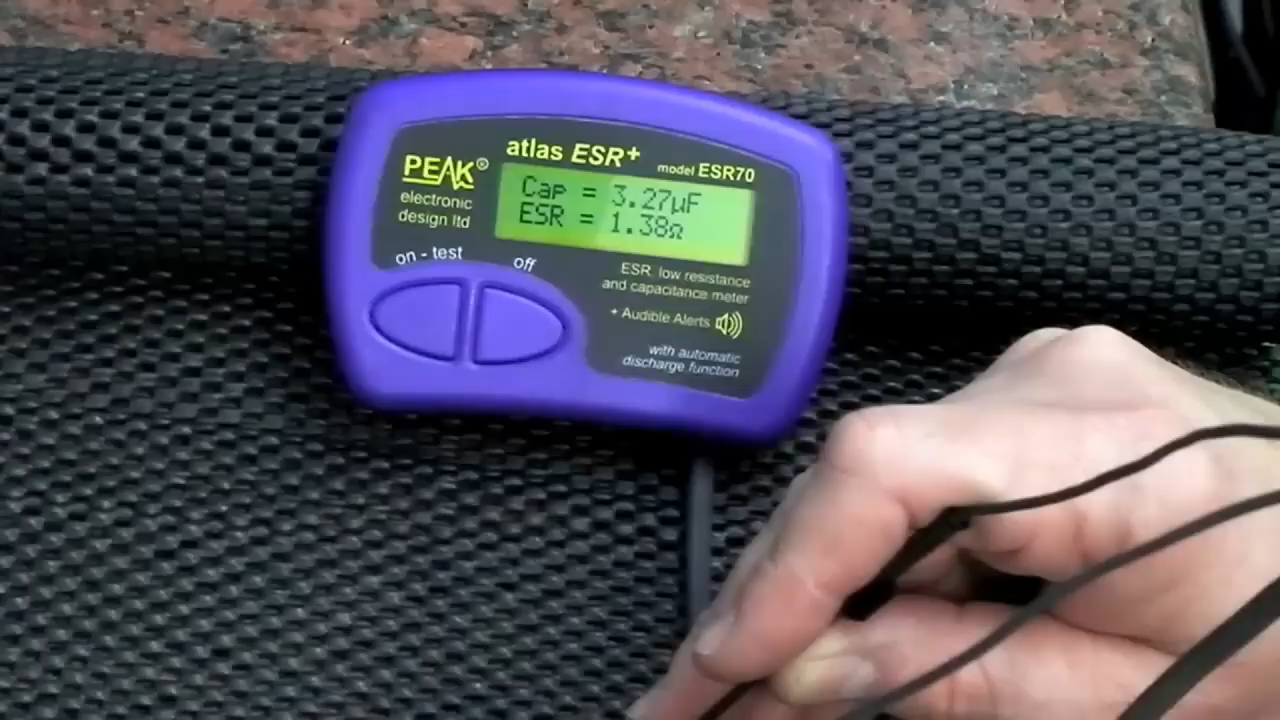 atlas ESR+
PEAK®
model ESR70
electronic
design ltd
Cap = 3.27µF
ESR = 1.38Ω
on - test
off
ESR, low resistance
and capacitance meter
+ Audible Alerts
with automatic
discharge function